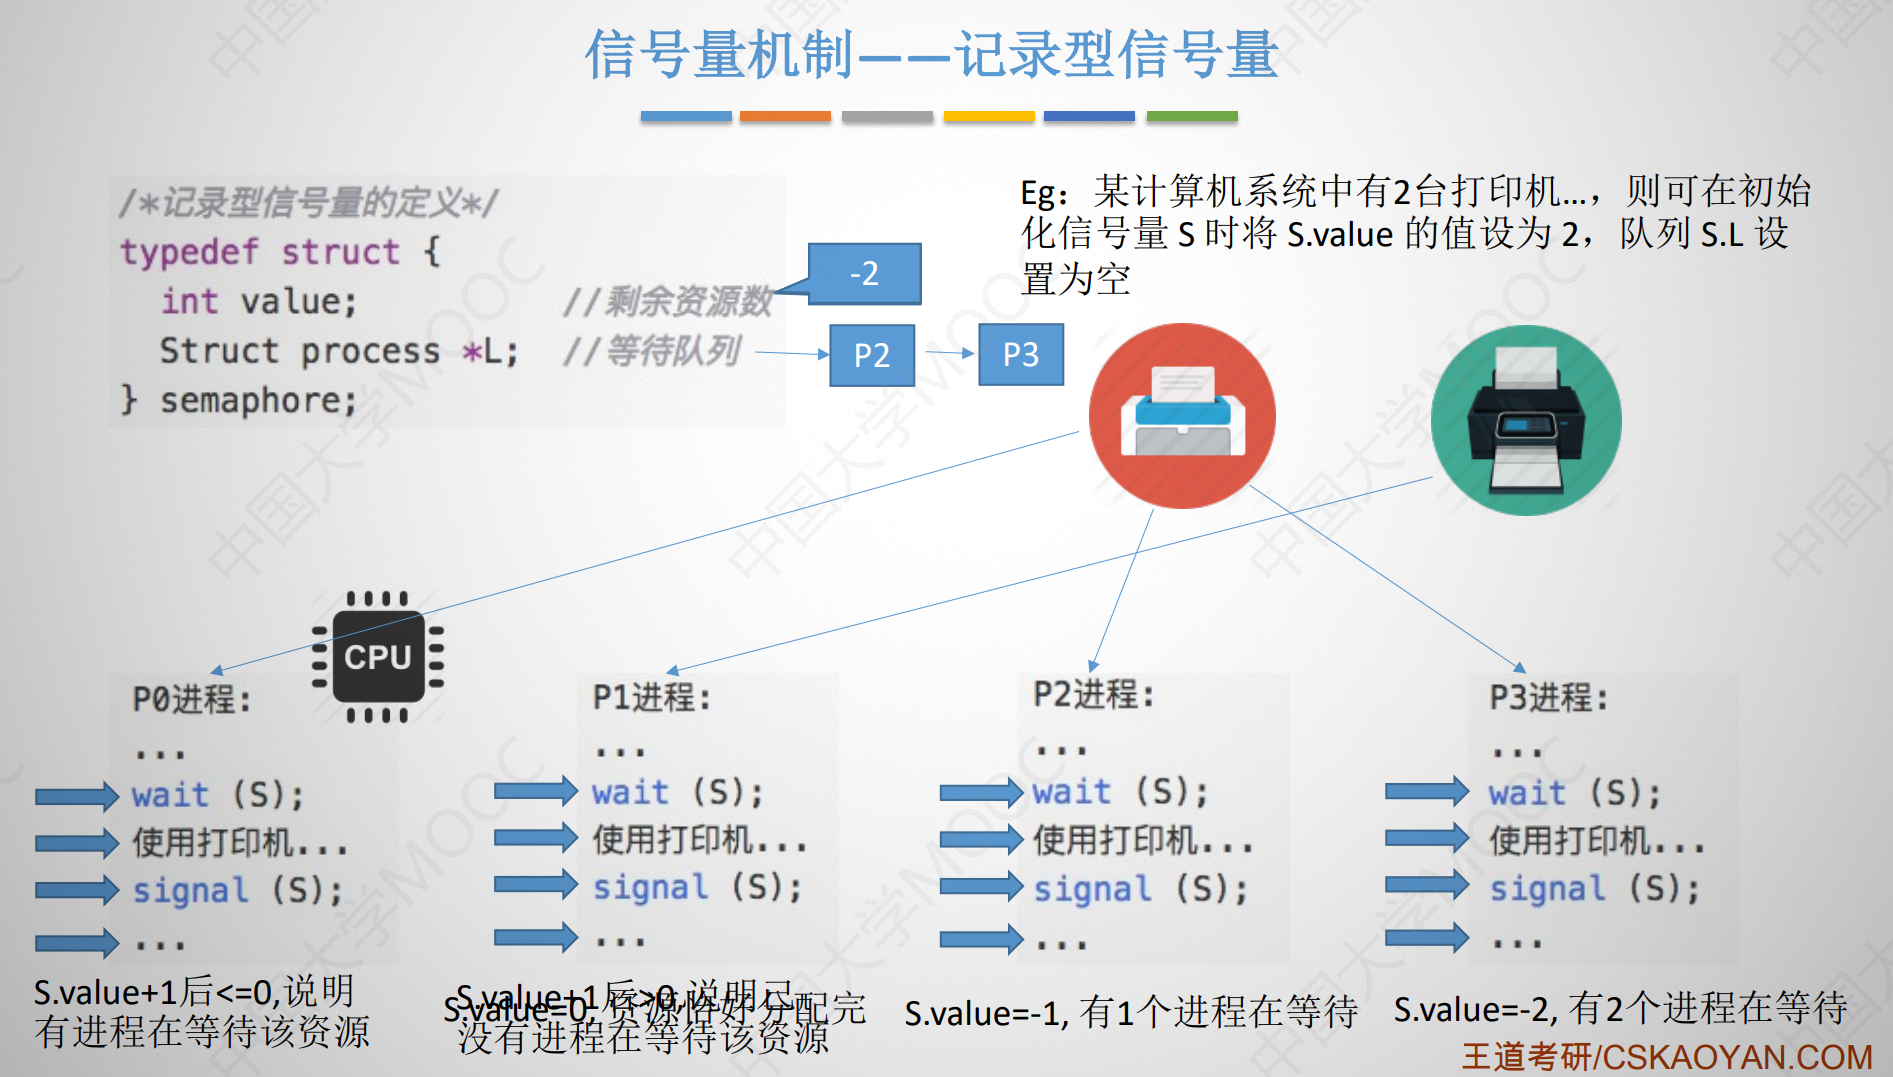 信号量机制——记录型信号量
/*记录型信号量的定义*/
typedef struct {
int value; //剩余资源数
Struct process *L; //等待队列
} semaphore;
-2
P2
P3
Eg：某计算机系统中有2台打印机...，则可在初始
化信号量 S 时将 S.value 的值设为 2，队列 S.L 设
置为空
CPU
P0进程:
...
wait (S);
使用打印机...
signal (S);
...
S.value+1后<=0,说明
有进程在等待该资源
P1进程:
...
wait (S);
使用打印机...
signal (S);
...
S.value+1后>0,说明已
没有进程在等待该资源
S.value=0, 资源恰好分配完
P2进程:
...
wait (S);
使用打印机...
signal (S);
...
S.value=-1, 有1个进程在等待
P3进程:
...
wait (S);
使用打印机...
signal (S);
...
S.value=-2, 有2个进程在等待
王道考研/CSKAOYAN.COM
中国大学MOOC